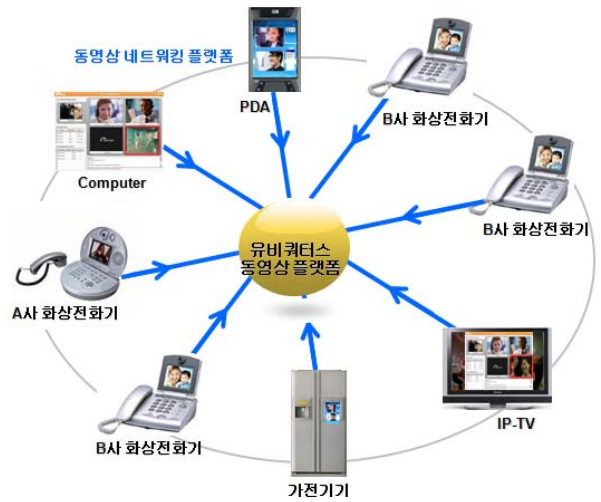 동영상 네트워킹 플랫폼
PDA
B사 화상전화기
Computer
B사 화상전화기
유비쿼터스
동영상 플랫폼
A사 화상전화기
IP-TV
B사 화상전화기
가전기기